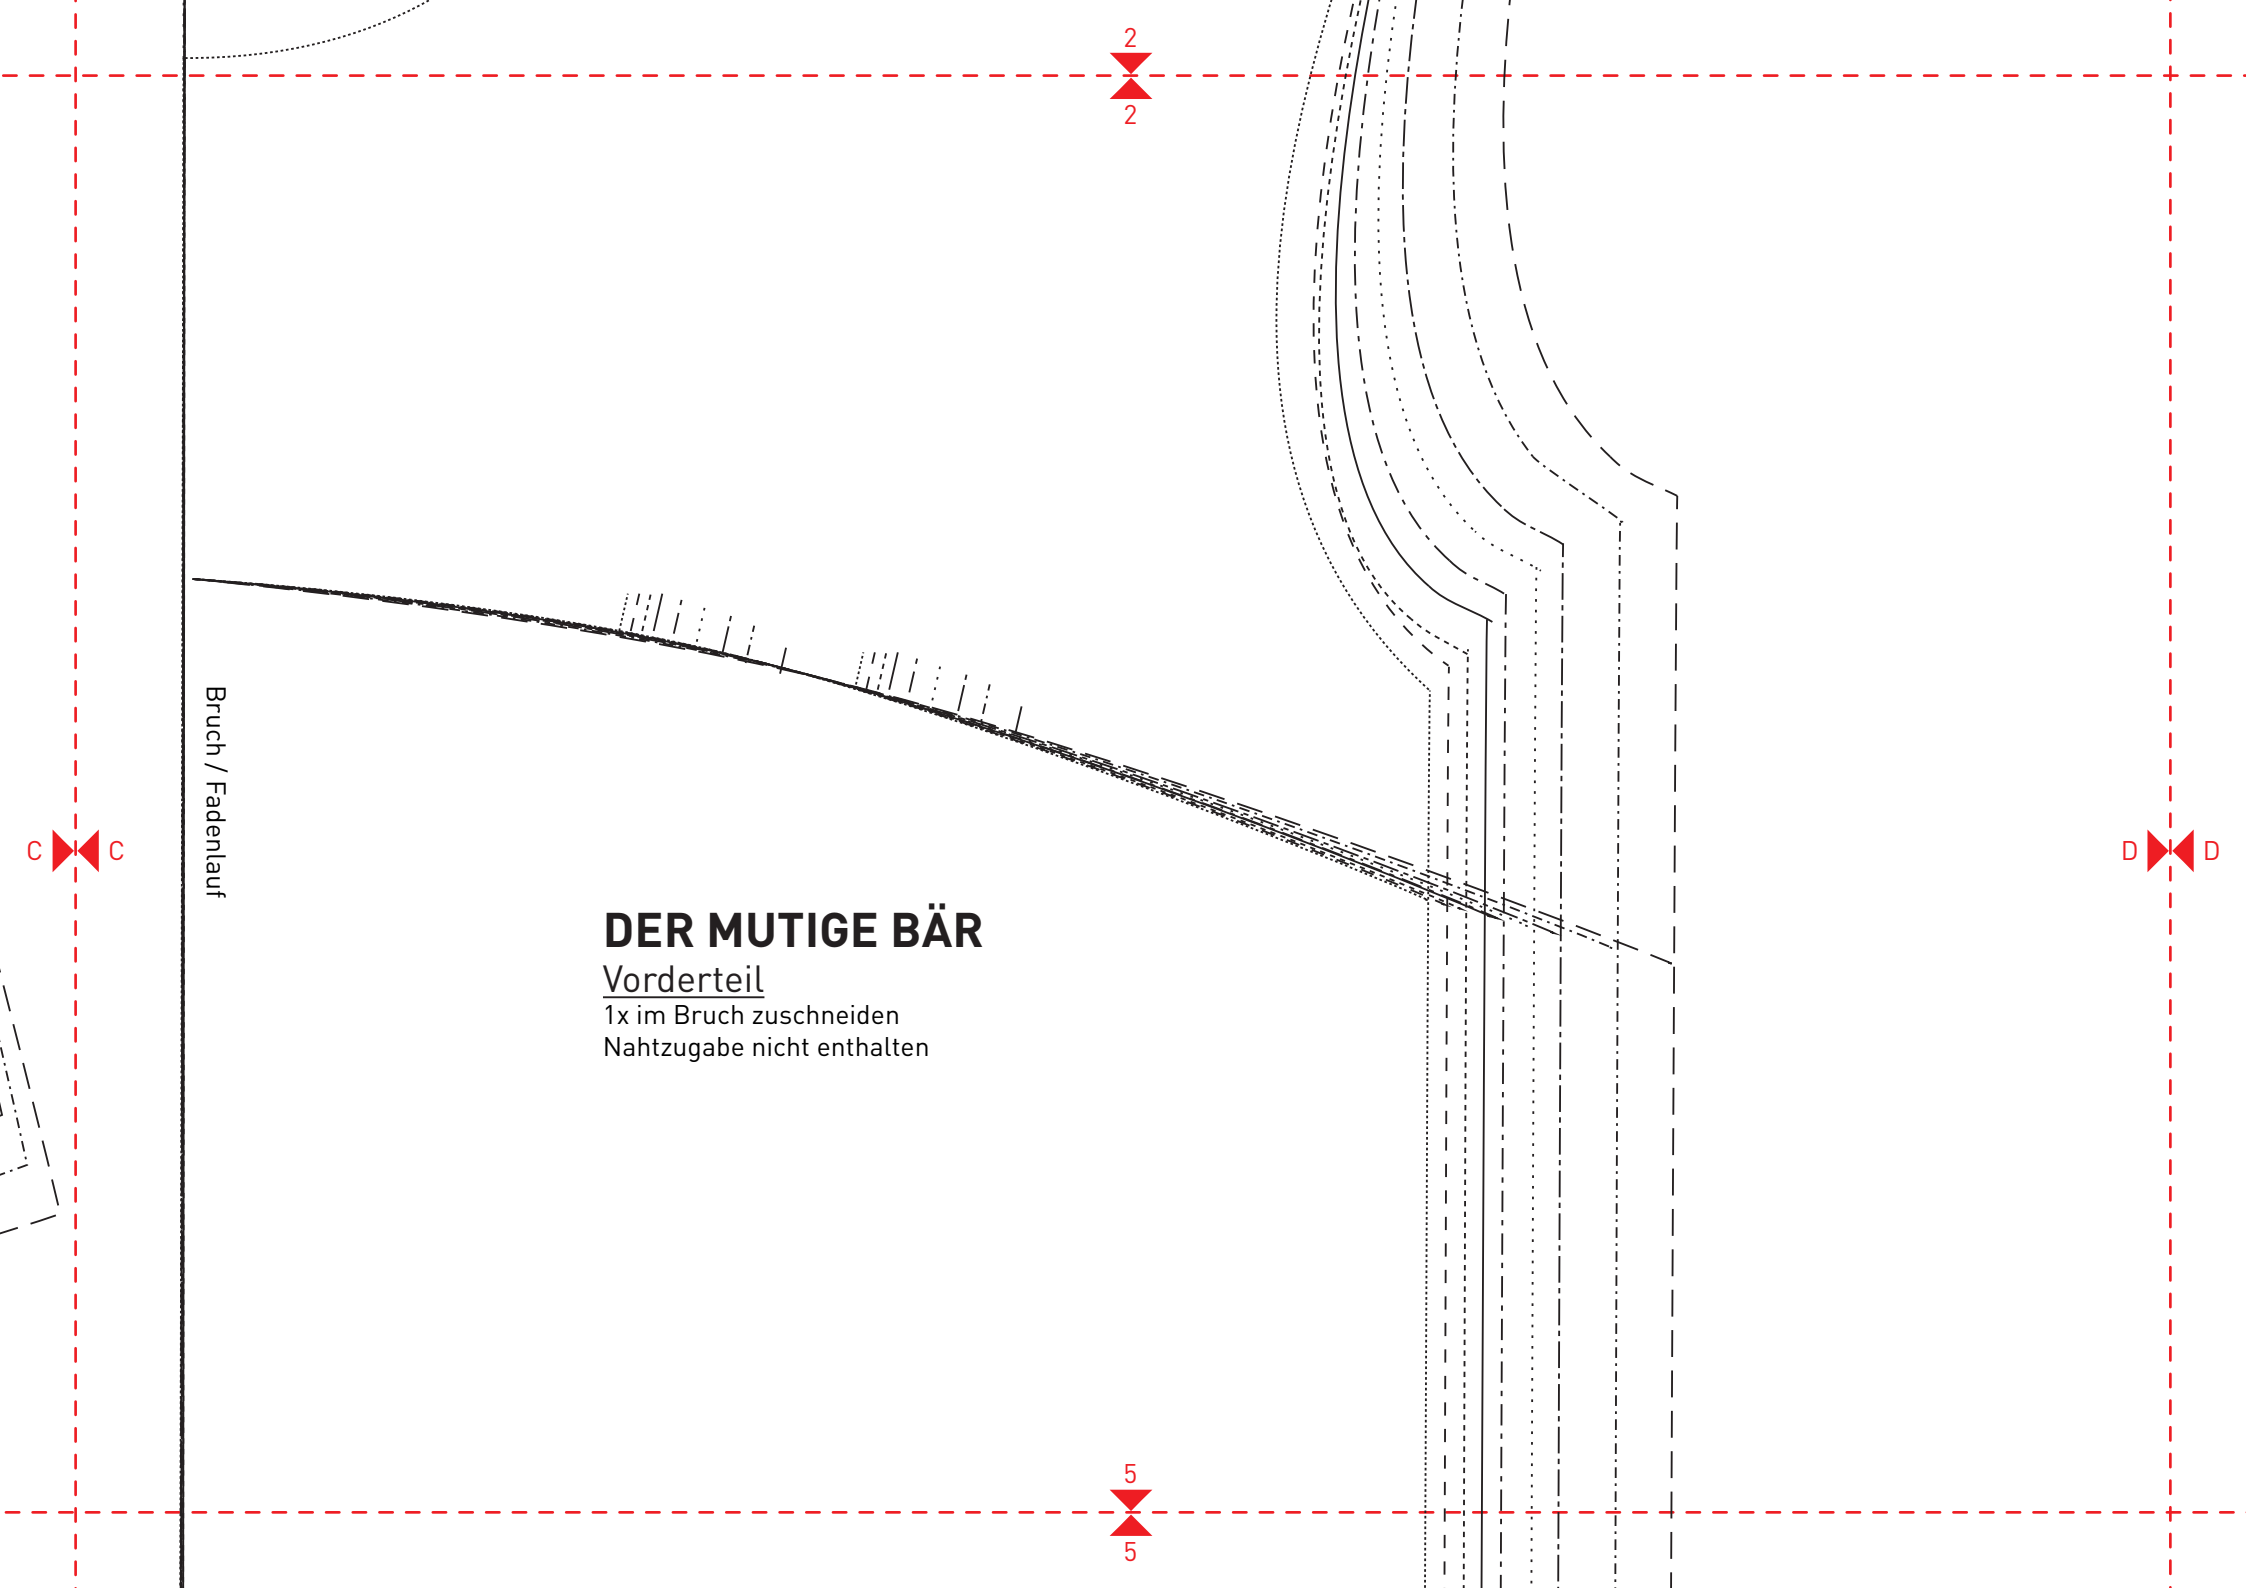 2
2
Bruch / Fadenlauf
C
C
D
D
DER MUTIGE BÄR
Vorderteil
1x im Bruch zuschneiden
Nahtzugabe nicht enthalten
5
5